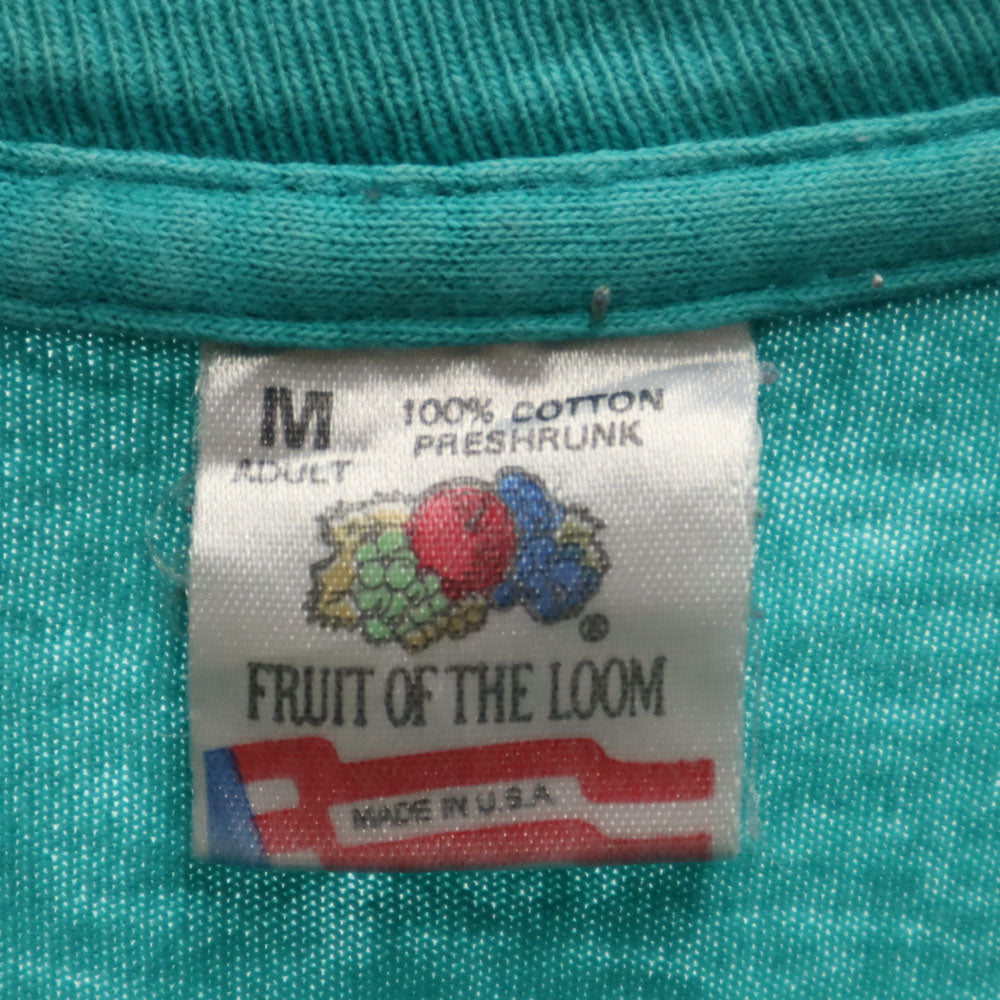 M
ADULT
100% COTTON
PRESHRUNK
®
FRUIT OF THE LOOM
MADE IN U.S.A.